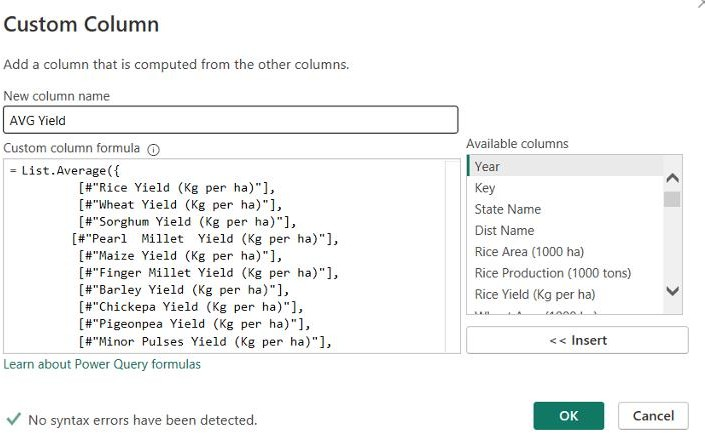 Custom Column
Add a column that is computed from the other columns.
New column name
AVG Yield
Custom column formula
= List.Average({
[#"Rice Yield (Kg per ha)"],
[#"Wheat Yield (Kg per ha)"],
[#"Sorghum Yield (Kg per ha)"],
[#"Pearl  Millet  Yield (Kg per ha)"],
[#"Maize Yield (Kg per ha)"],
[#"Finger Millet Yield (Kg per ha)"],
[#"Barley Yield (Kg per ha)"],
[#"Chickepa Yield (Kg per ha)"],
[#"Pigeonpea Yield (Kg per ha)"],
[#"Minor Pulses Yield (Kg per ha)"],
Available columns
Year
Key
State Name
Dist Name
Rice Area (1000 ha)
Rice Production (1000 tons)
Rice Yield (Kg per ha)
<< Insert
Learn about Power Query formulas
No syntax errors have been detected.
OK
Cancel